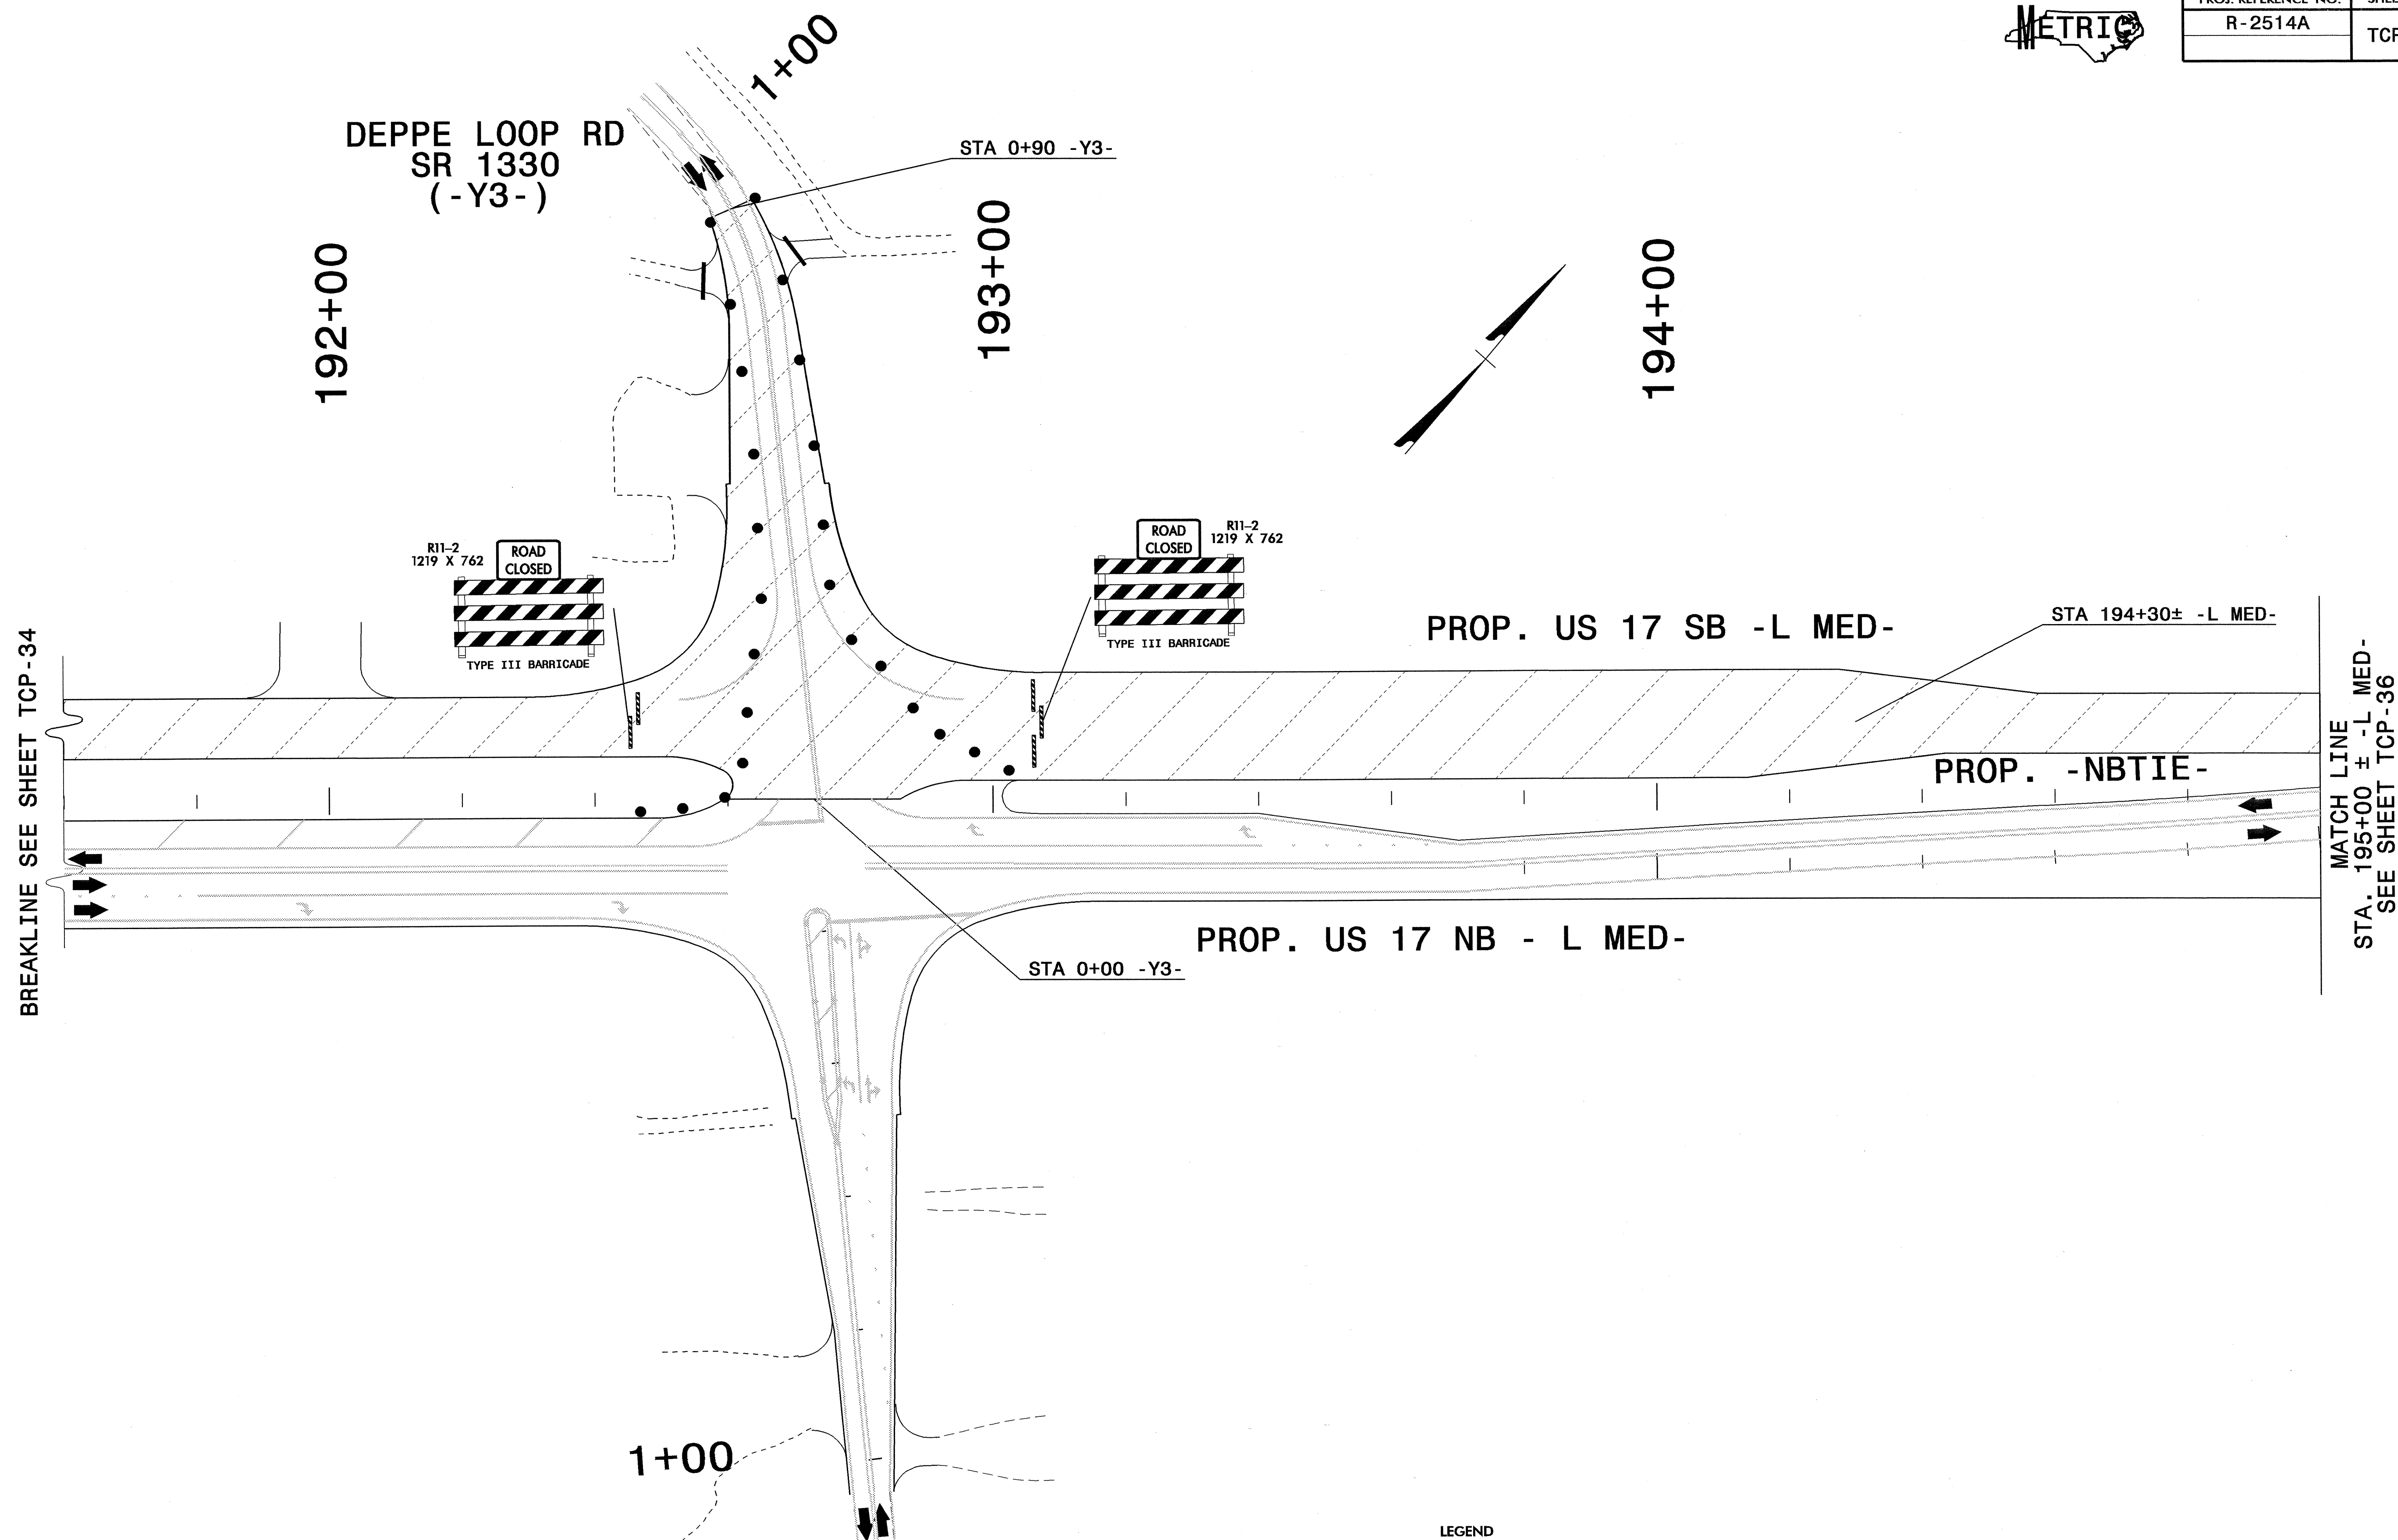 METRIC
PROJ. REFERENCE NO.
R-2514A
1+00
DEPPE LOOP RD
SR 1330
(-Y3-)
STA 0+90 -Y3-
192+00
193+00
194+00
R11-2
1219 X 762
ROAD
CLOSED
TYPE III BARRICADE
ROAD
CLOSED
R11-2
1219 X 762
TYPE III BARRICADE
PROP. US 17 SB -L MED-
STA 194+30± -L MED-
PROP. -NBTIE-
BREAKLINE SEE SHEET TCP-34
MATCH LINE
STA. 195+00 ± -L MED-
SEE SHEET TCP-36
PROP. US 17 NB - L MED-
STA 0+00 -Y3-
1+00
LEGEND